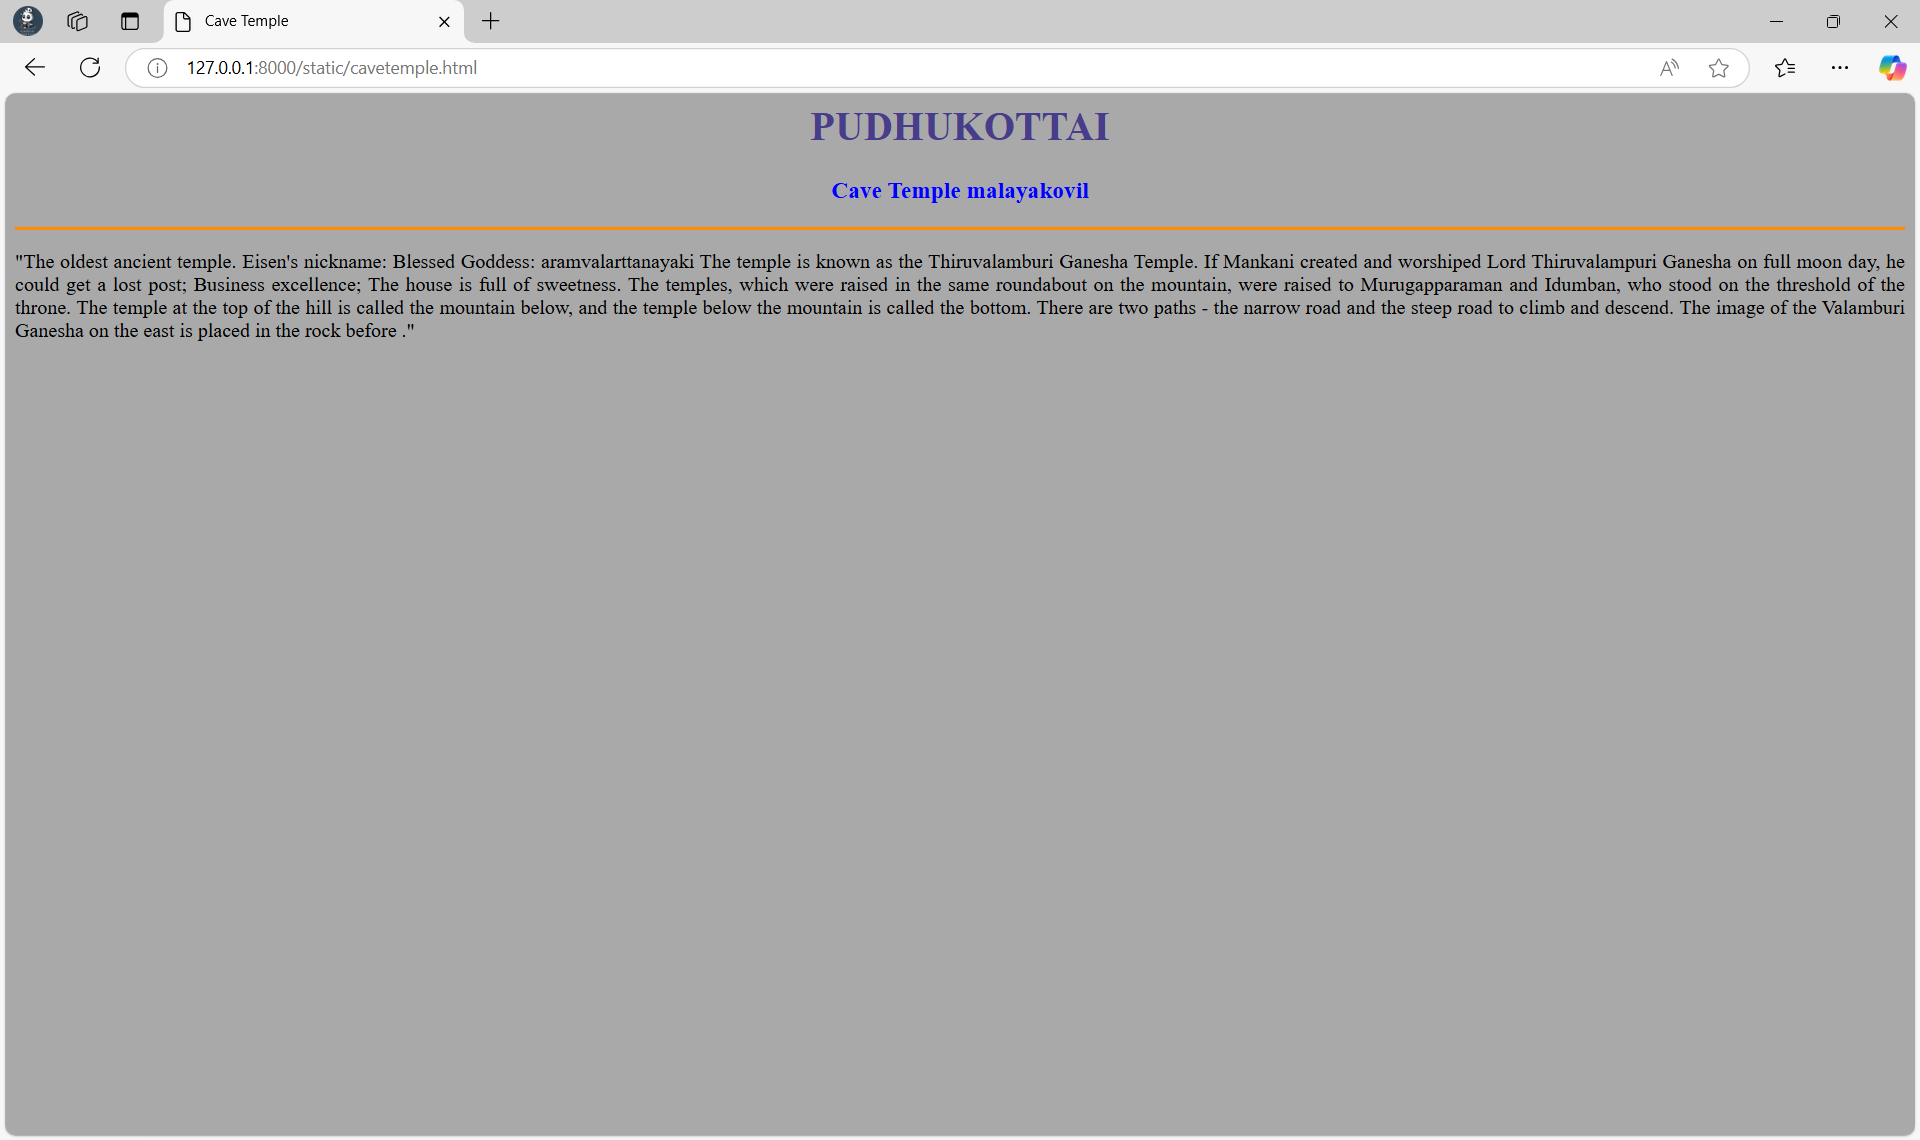 Cave Temple
127.0.0.1:8000/static/cavetemple.html
PUDHUKOTTAI
Cave Temple malayakovil
"The oldest ancient temple. Eisen's nickname: Blessed Goddess: aramvalarttanayaki The temple is known as the Thiruvalamburi Ganesha Temple. If Mankani created and worshiped Lord Thiruvalampuri Ganesha on full moon day, he
could get a lost post; Business excellence; The house is full of sweetness. The temples, which were raised in the same roundabout on the mountain, were raised to Murugapparaman and Idumban, who stood on the threshold of the
throne. The temple at the top of the hill is called the mountain below, and the temple below the mountain is called the bottom. There are two paths - the narrow road and the steep road to climb and descend. The image of the Valamburi
Ganesha on the east is placed in the rock before ."